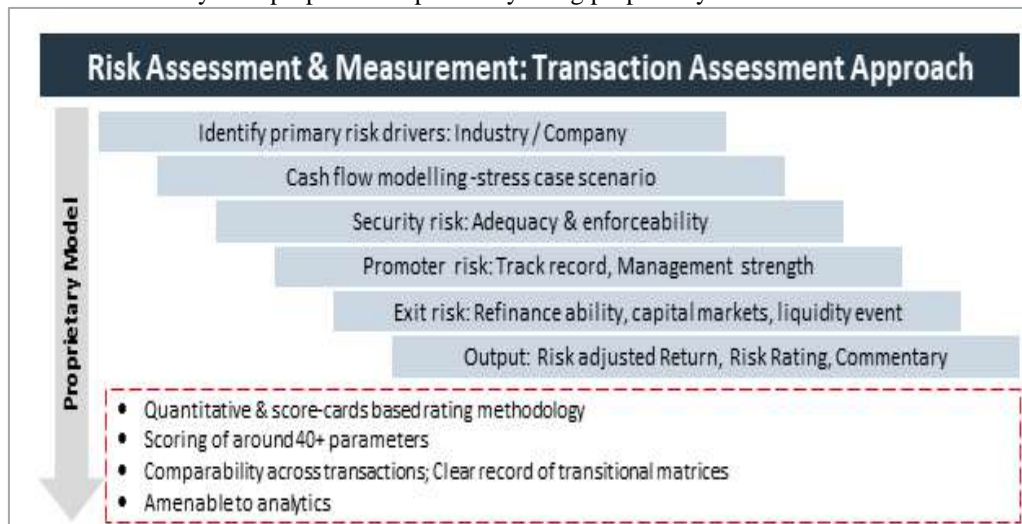 Risk Assessment & Measurement: Transaction Assessment Approach
Identify primary risk drivers: Industry / Company
Cash flow modelling -stress case scenario
Security risk: Adequacy & enforceability
Promoter risk: Track record, Management strength
Exit risk: Refinance ability, capital markets, liquidity event
Output: Risk adjusted Return, Risk Rating, Commentary
Proprietary Model
• Quantitative & score-cards based rating methodology
• Scoring of around 40+ parameters
• Comparability across transactions; Clear record of transitional matrices
• Amenable to analytics